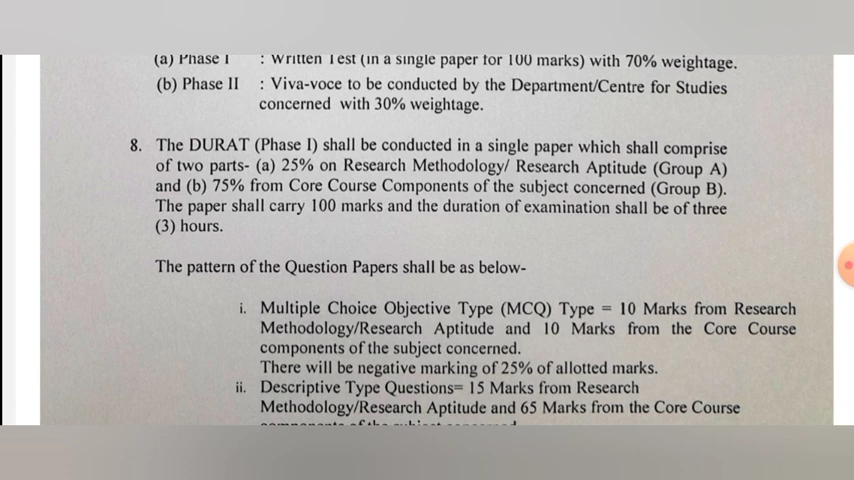 (a) Phase I : Written Test (in a single paper for 100 marks) with 70% weightage.
(b) Phase II : Viva-voce to be conducted by the Department/Centre for Studies
concerned with 30% weightage.
8. The DURAT (Phase I) shall be conducted in a single paper which shall comprise
of two parts- (a) 25% on Research Methodology/ Research Aptitude (Group A)
and (b) 75% from Core Course Components of the subject concerned (Group B).
The paper shall carry 100 marks and the duration of examination shall be of three
(3) hours.
The pattern of the Question Papers shall be as below-
i. Multiple Choice Objective Type (MCQ) Type = 10 Marks from Research
Methodology/Research Aptitude and 10 Marks from the Core Course
components of the subject concerned.
There will be negative marking of 25% of allotted marks.
ii. Descriptive Type Questions= 15 Marks from Research
Methodology/Research Aptitude and 65 Marks from the Core Course